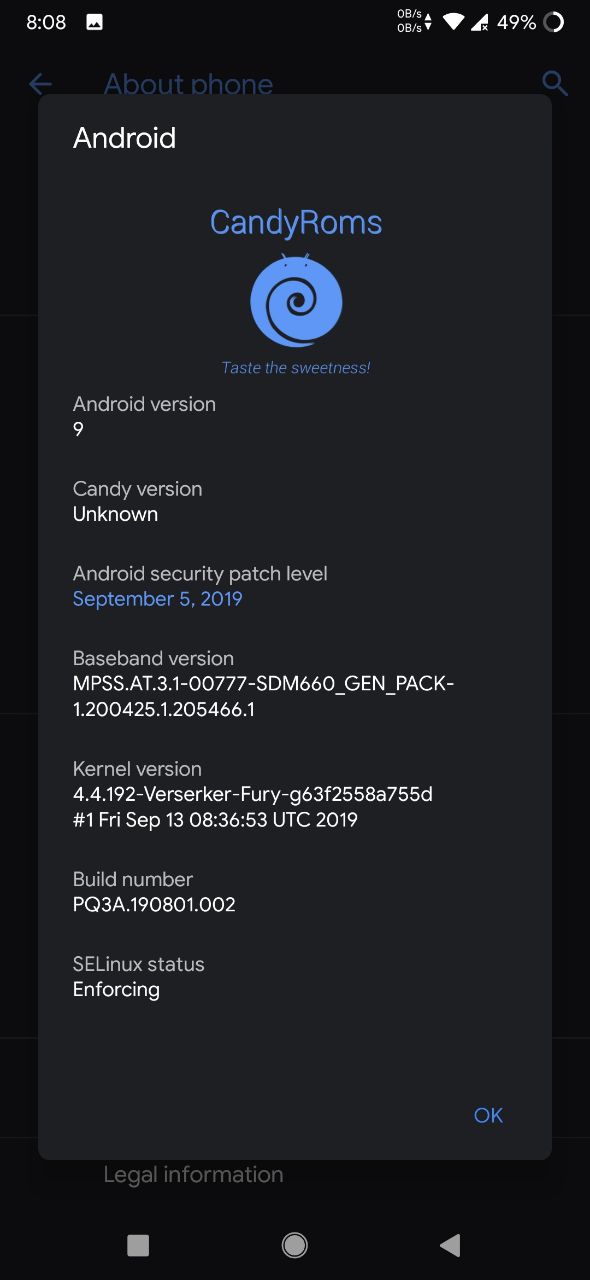 8:08
0B/s
0B/s
49%
About phone
Android
CandyRoms
Taste the sweetness!
Android version
9
Candy version
Unknown
Android security patch level
September 5, 2019
Baseband version
MPSS.AT.3.1-00777-SDM660_GEN_PACK-
1.200425.1.205466.1
Kernel version
4.4.192-Verserker-Fury-g63f2558a755d
#1 Fri Sep 13 08:36:53 UTC 2019
Build number
PQ3A.190801.002
SELinux status
Enforcing
OK
Legal information